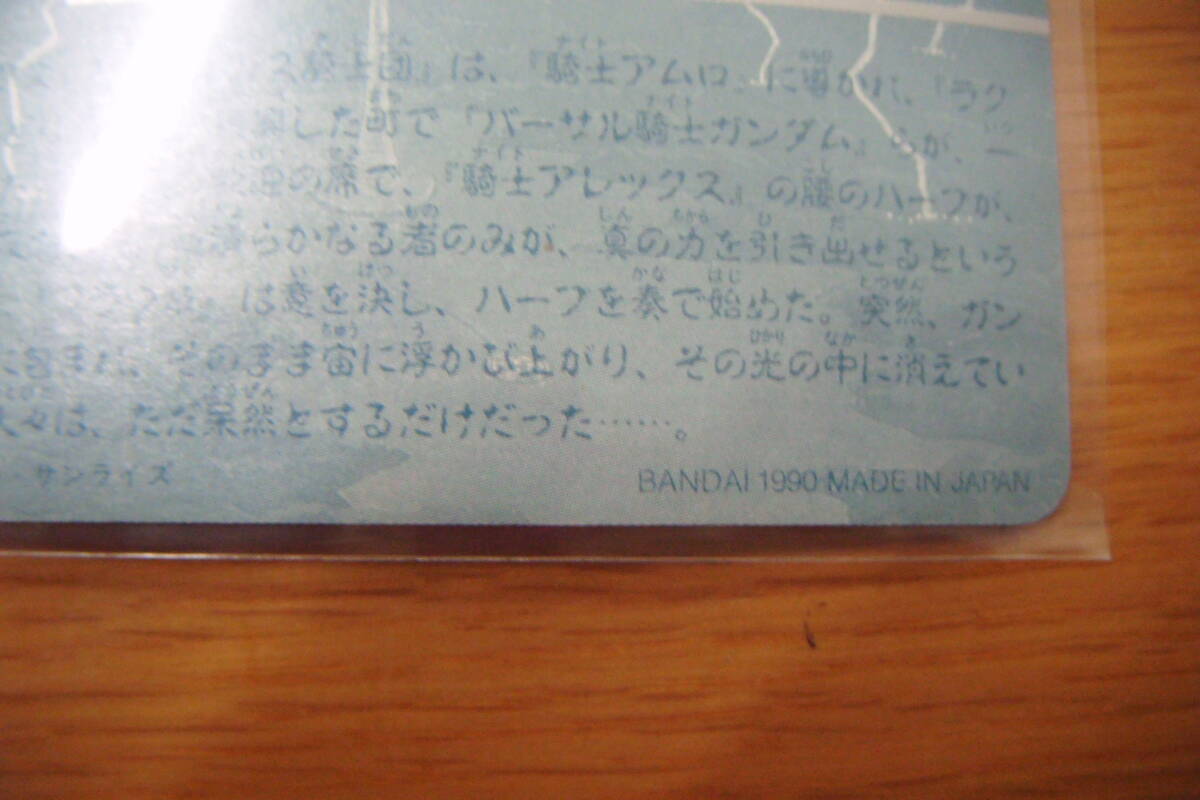 ス騎士団』は、『騎士アムロ』に導かれ、『ラク
した町で『バーサル騎士ガンダム』らが、一
の席で、『騎士アレックス』の腰のハープが、
清らかなる者のみが、真の力を引き出せるという
は意を決し、ハープを奏で始めた。突然、ガン
に包まれ、そのまま宙に浮かび上がり、その光の中に消えてい
人々は、ただ呆然とするだけだった……。
サンライズ
BANDAI 1990 MADE IN JAPAN